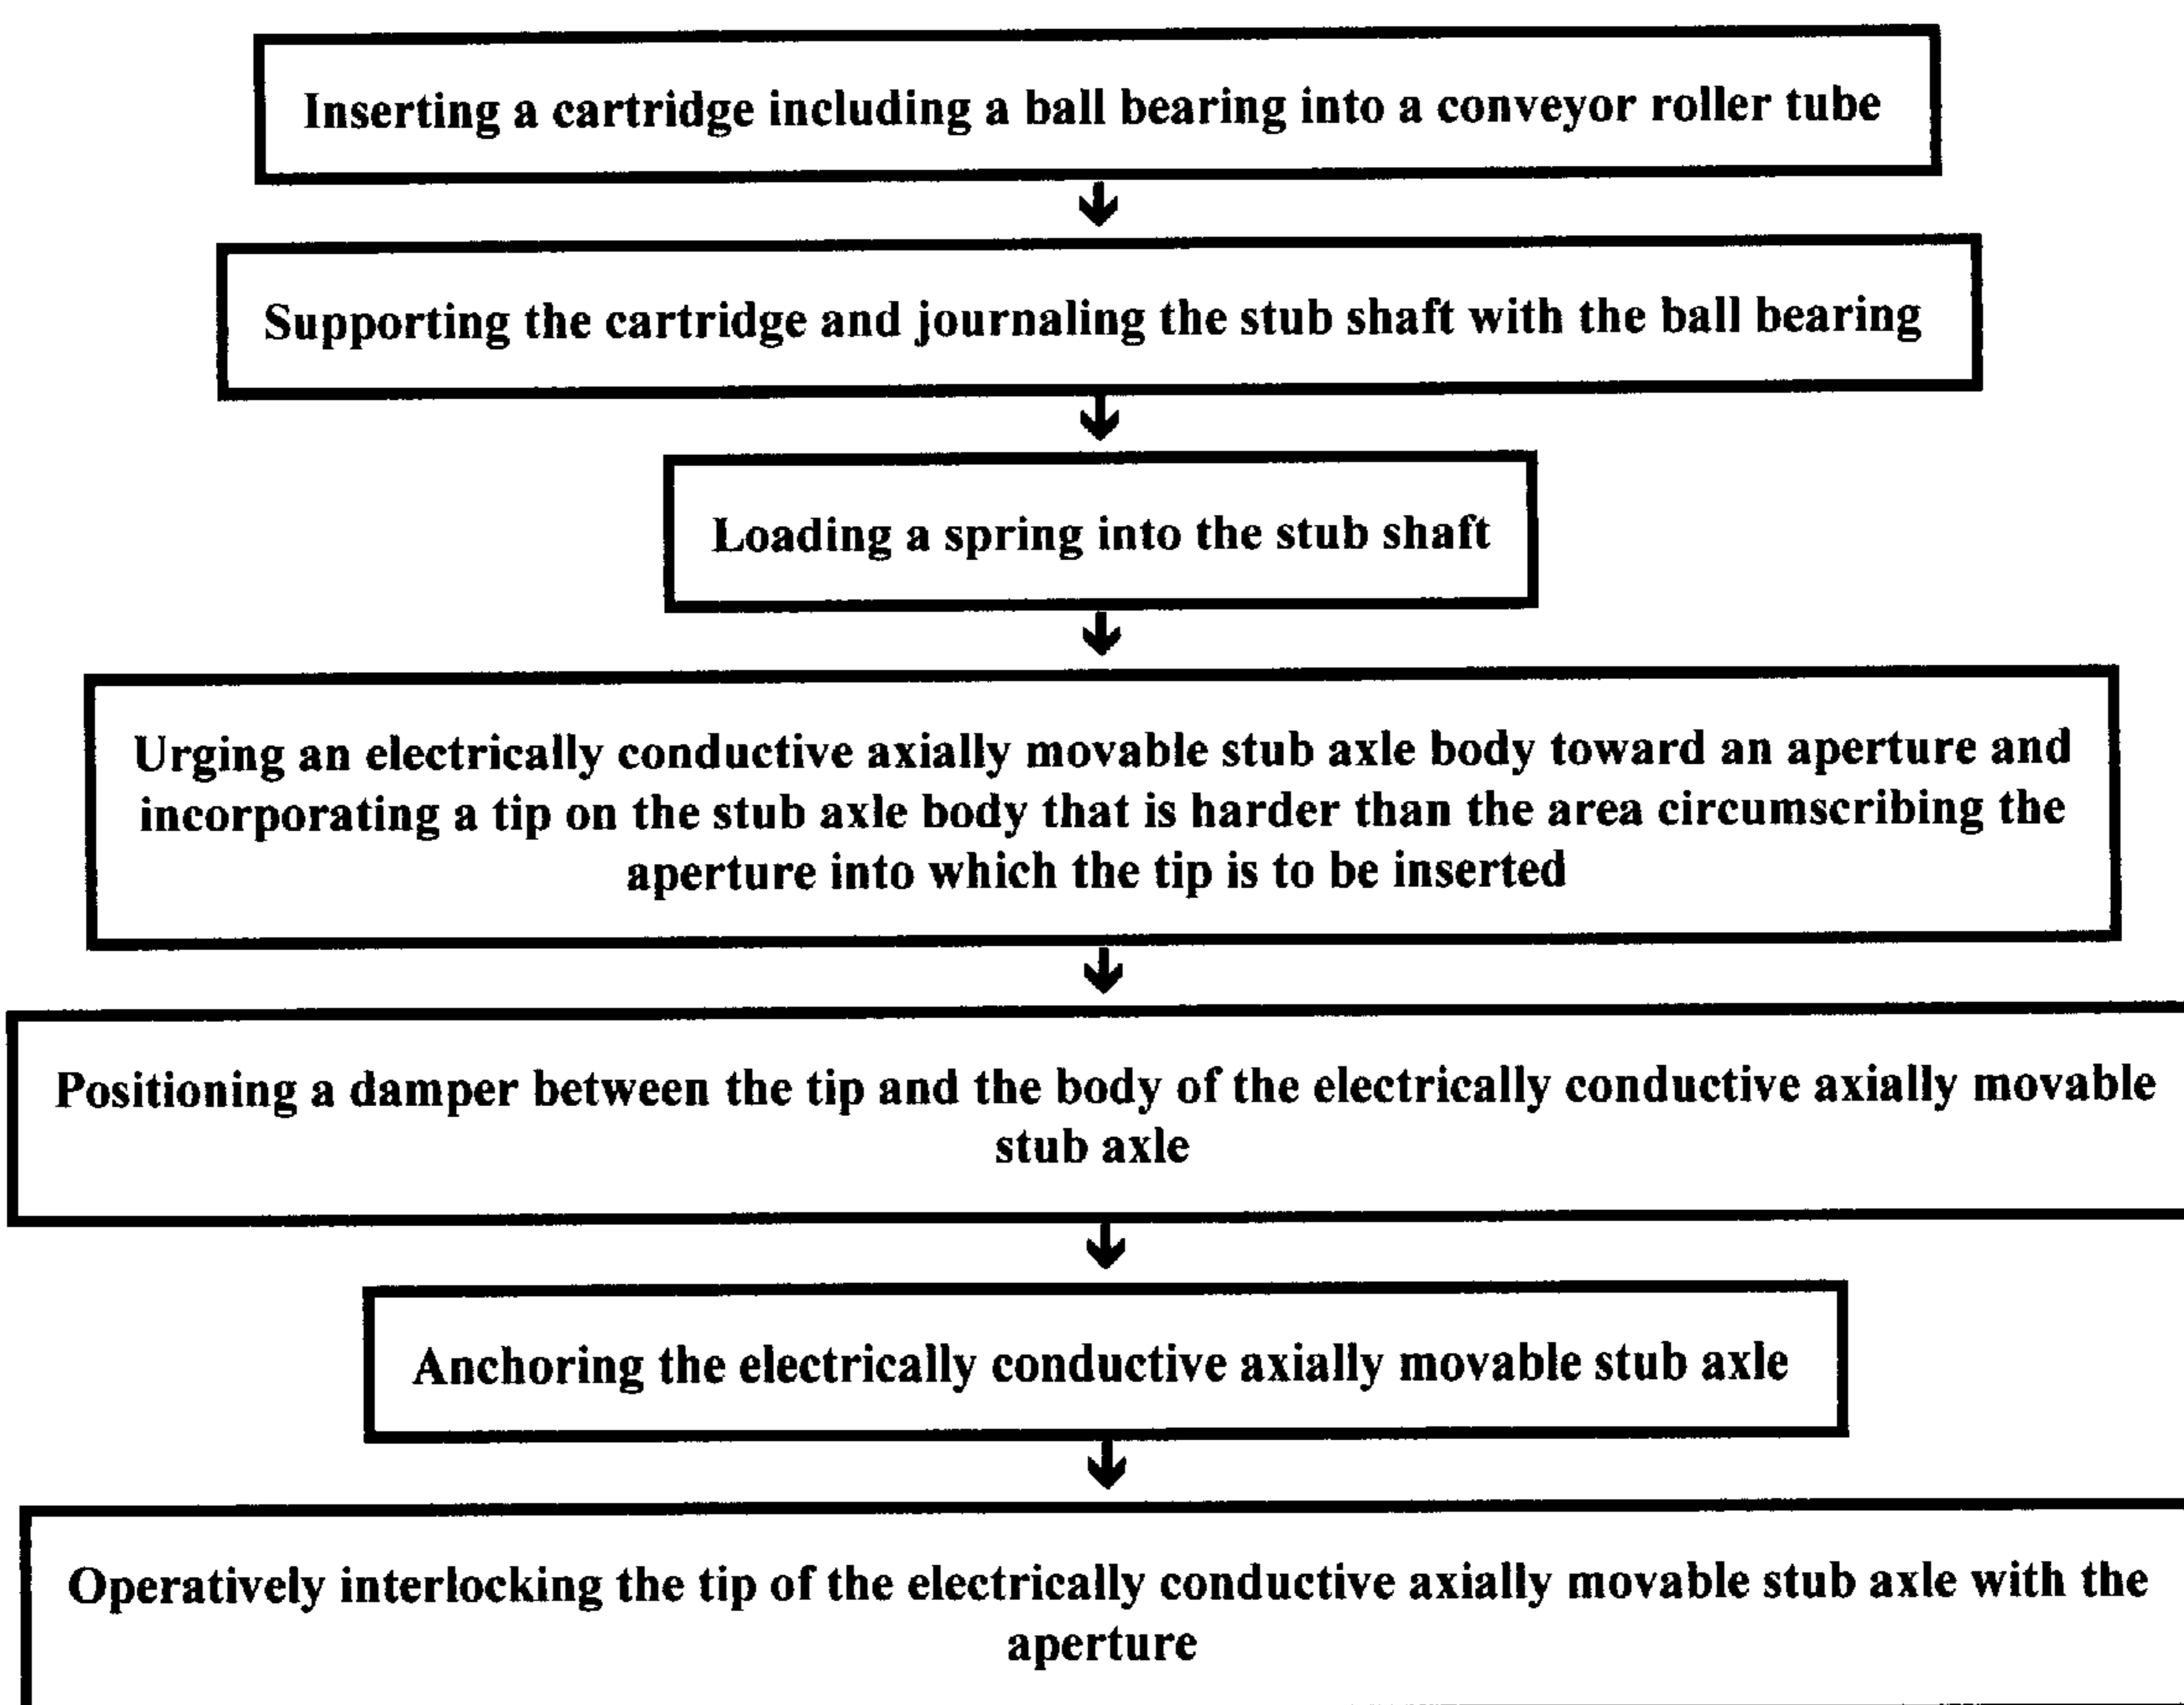 Inserting a cartridge including a ball bearing into a conveyor roller tube
Supporting the cartridge and journaling the stub shaft with the ball bearing
Loading a spring into the stub shaft
Urging an electrically conductive axially movable stub axle body toward an aperture and
incorporating a tip on the stub axle body that is harder than the area circumscribing the
aperture into which the tip is to be inserted
Positioning a damper between the tip and the body of the electrically conductive axially movable
stub axle
Anchoring the electrically conductive axially movable stub axle
Operatively interlocking the tip of the electrically conductive axially movable stub axle with the
aperture